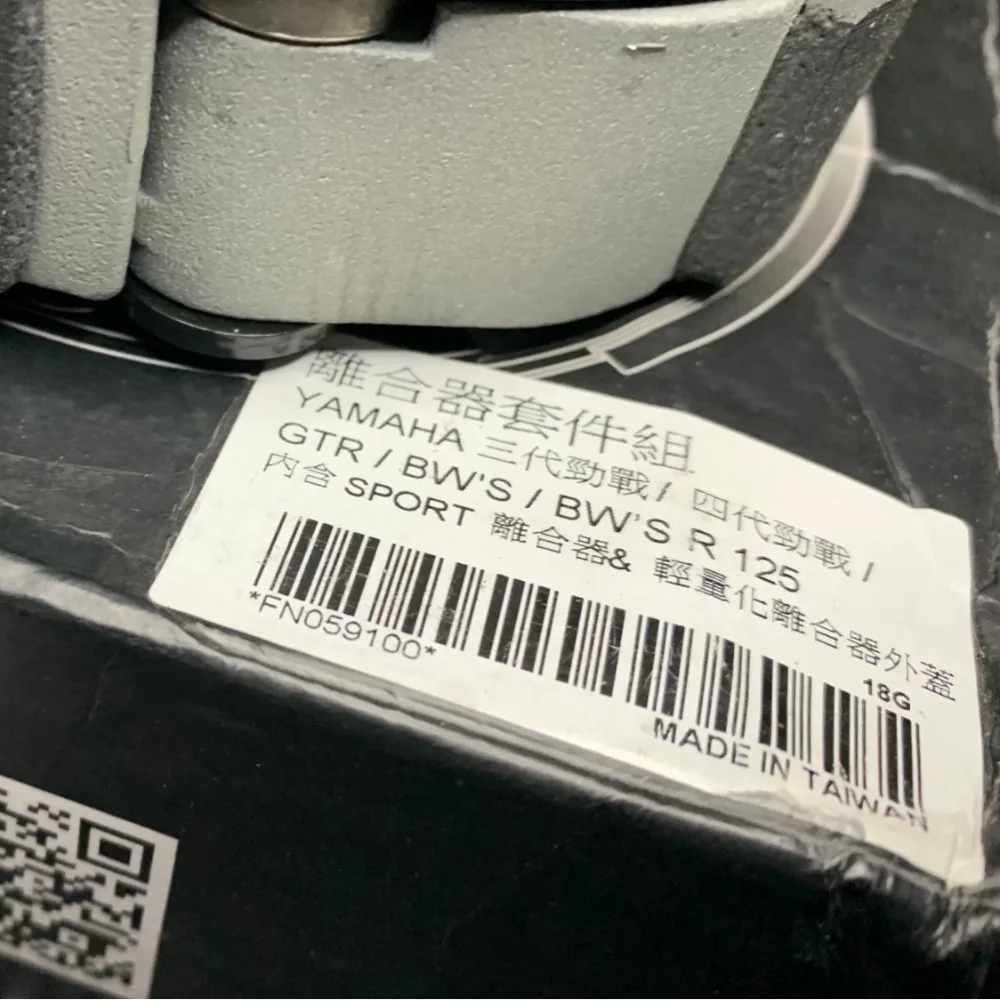 離合器套件組
YAMAHA 三代勁戰 / 四代勁戰 /
GTR / BW'S / BW'S R 125
內含 SPORT 離合器& 輕量化離合器外蓋
18G
*FN059100*
MADE IN TAIWAN